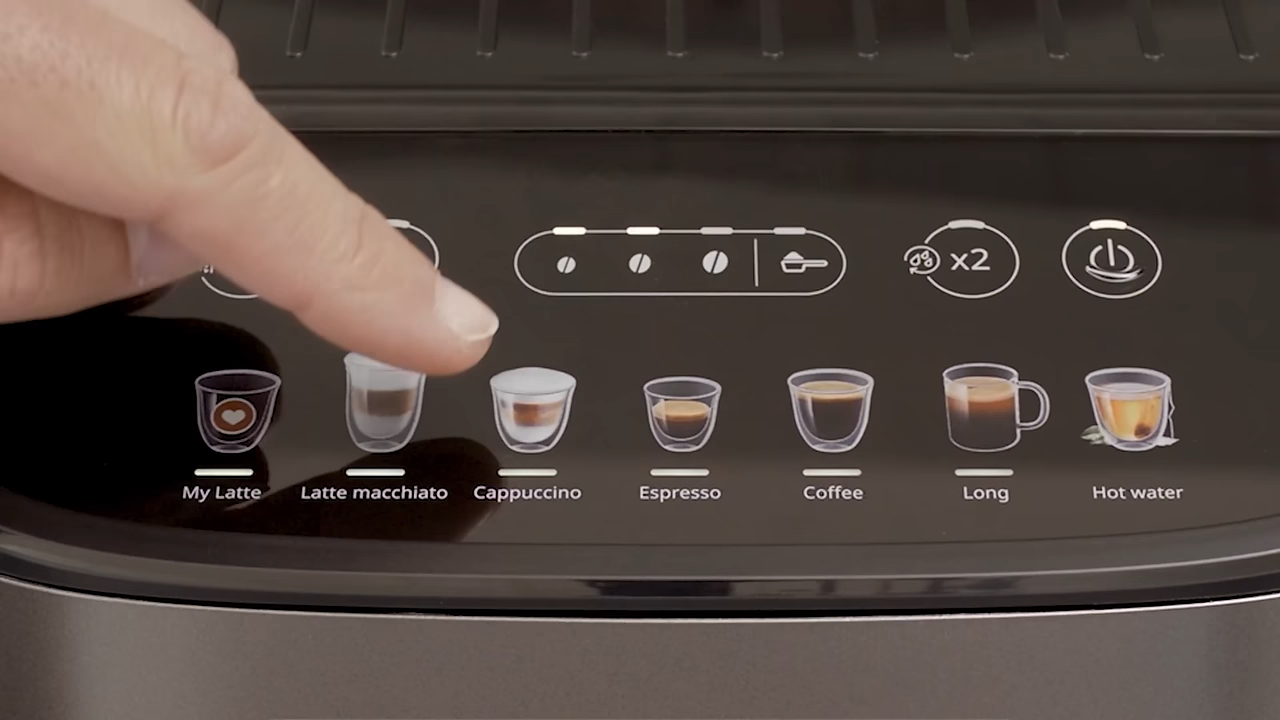 x2
My Latte
Latte macchiato
Cappuccino
Espresso
Coffee
Long
Hot water